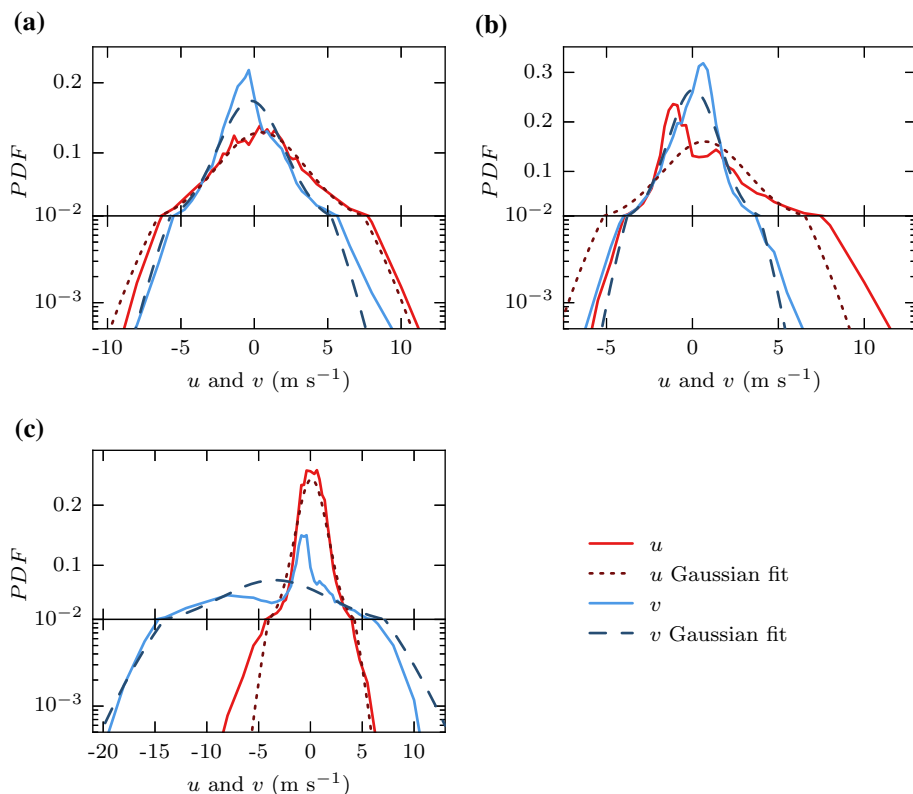 (a)
PDF
0.2
0.1
10⁻²
10⁻³
-10 -5 0 5 10
u and v (m s⁻¹)
(b)
PDF
0.3
0.2
0.1
10⁻²
10⁻³
-5 0 5 10
u and v (m s⁻¹)
(c)
PDF
0.2
0.1
10⁻²
10⁻³
-20 -15 -10 -5 0 5 10
u and v (m s⁻¹)
u
u Gaussian fit
v
v Gaussian fit